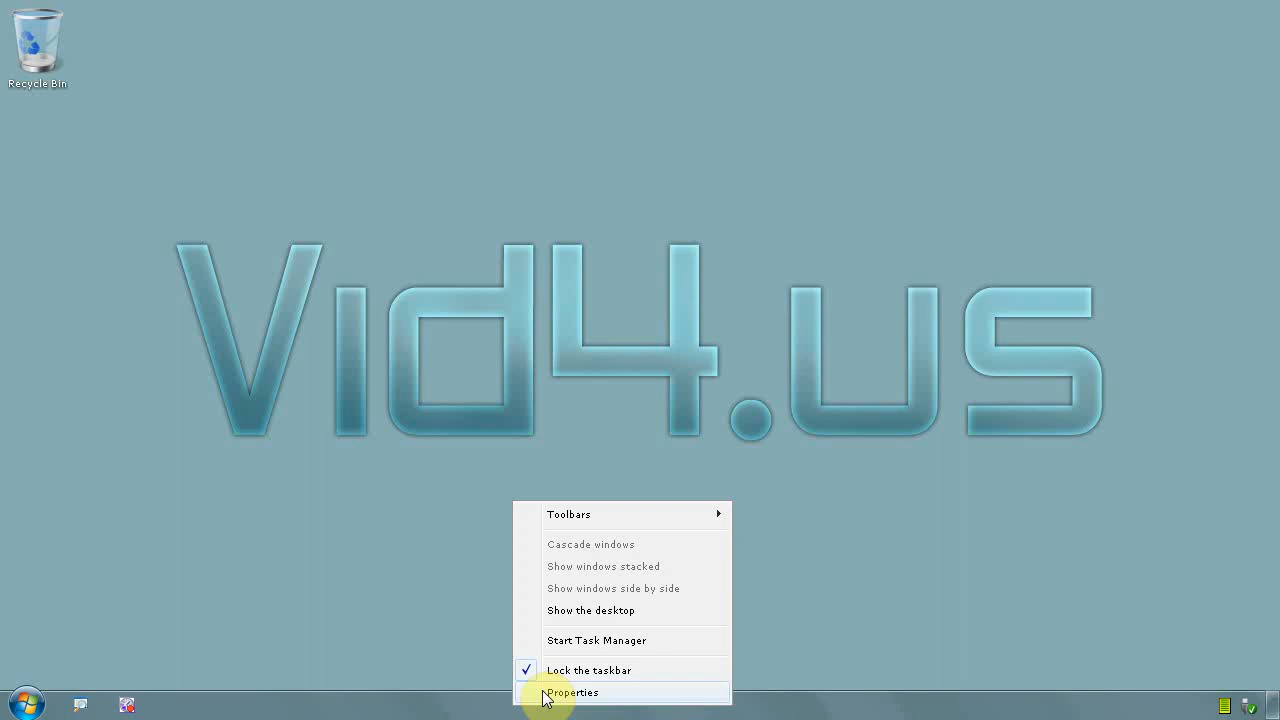 Recycle Bin
Vid4.us
Toolbars
Cascade windows
Show windows stacked
Show windows side by side
Show the desktop
Start Task Manager
Lock the taskbar
Properties